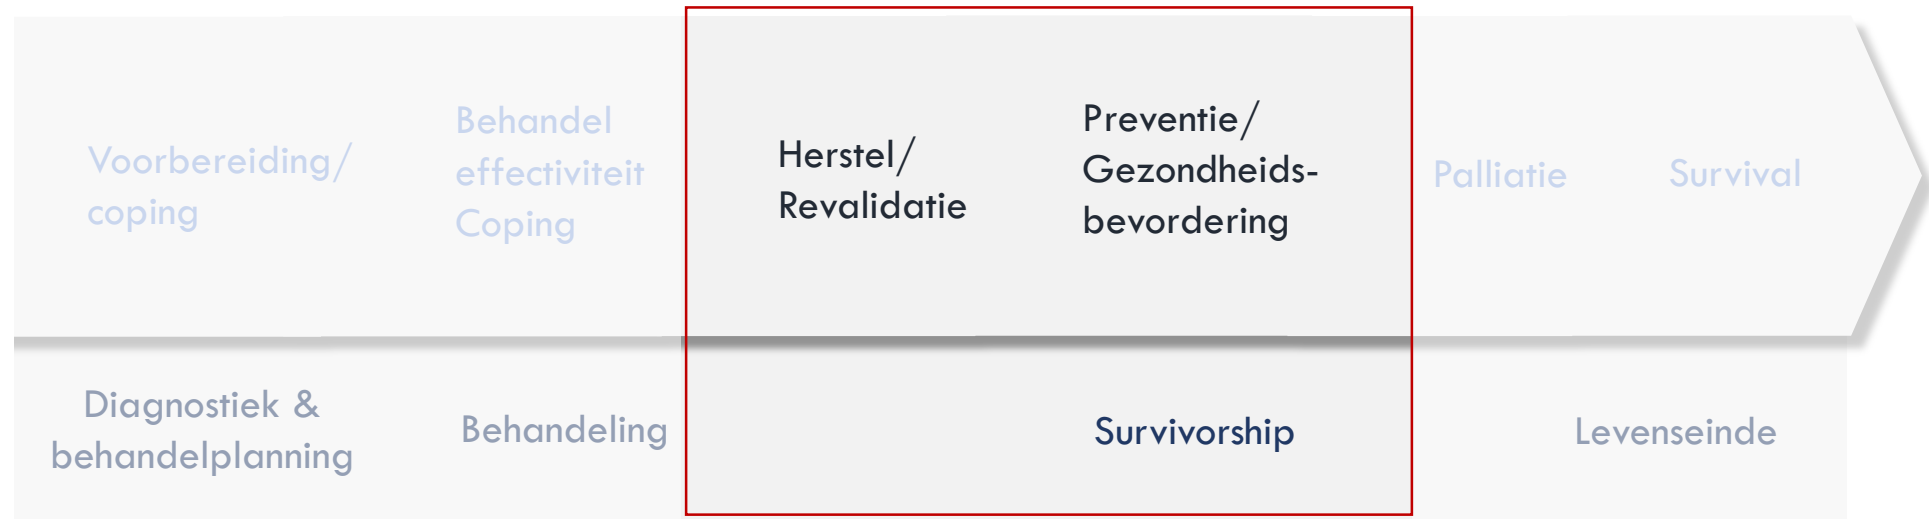 Voorbereiding/
coping
Behandel
effectiviteit
Coping
Herstel/
Revalidatie
Preventie/
Gezondheids-
bevordering
Palliatie
Survival
Diagnostiek &
behandelplanning
Behandeling
Survivorship
Levenseinde